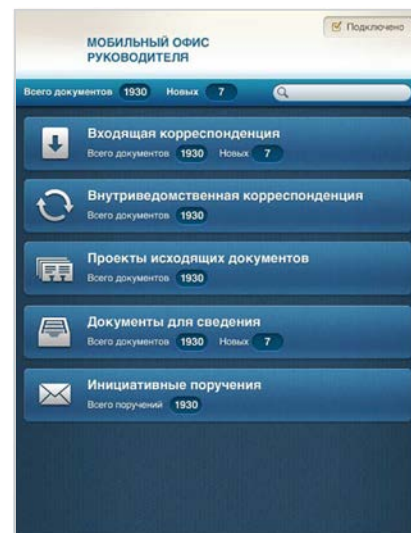 Подключено
МОБИЛЬНЫЙ ОФИС
РУКОВОДИТЕЛЯ
Всего документов 1930 Новых 7
Входящая корреспонденция
Всего документов 1930 Новых 7
Внутриведомственная корреспонденция
Всего документов 1930
Проекты исходящих документов
Всего документов 1930
Документы для сведения
Всего документов 1930 Новых 7
Инициативные поручения
Всего поручений 1930